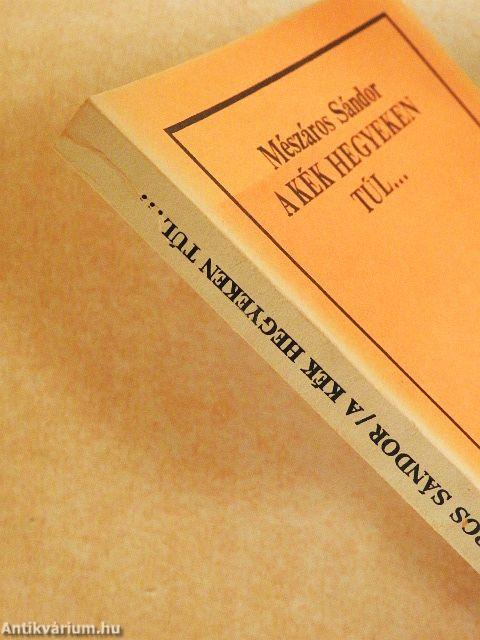 Mészáros Sándor
A KÉK HEGYEKEN
TÚL...
SÁNDOR/A KÉK HEGYEKEN TÚL...
Antikvárium.hu